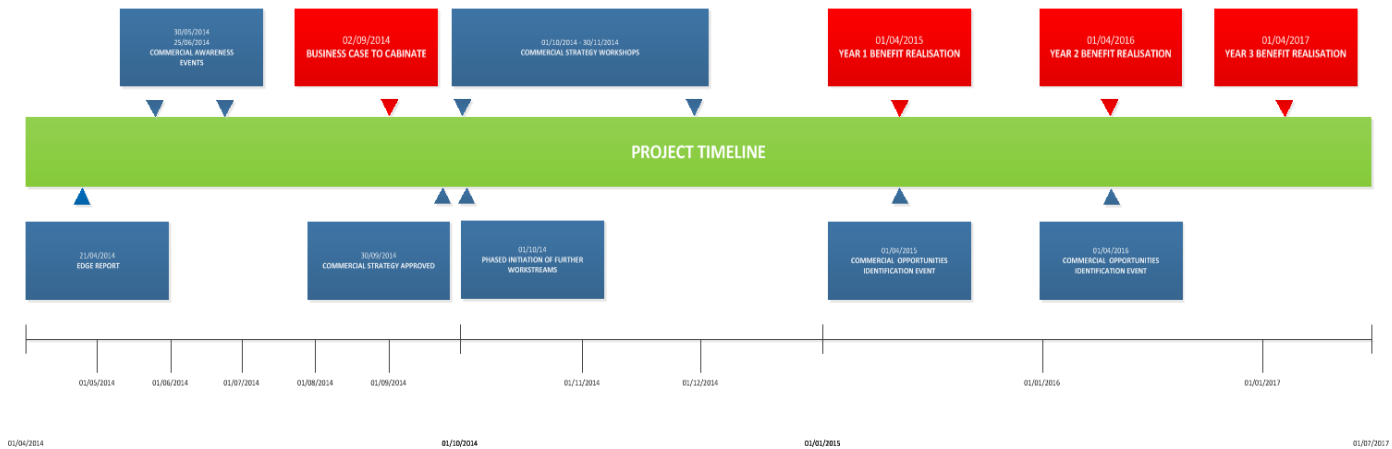 30/05/2014
25/06/2014
COMMERCIAL AWARENESS
EVENTS
02/09/2014
BUSINESS CASE TO CABINATE
01/10/2014 - 30/11/2014
COMMERCIAL STRATEGY WORKSHOPS
01/04/2015
YEAR 1 BENEFIT REALISATION
01/04/2016
YEAR 2 BENEFIT REALISATION
01/04/2017
YEAR 3 BENEFIT REALISATION
PROJECT TIMELINE
21/04/2014
EDGE REPORT
30/09/2014
COMMERCIAL STRATEGY APPROVED
01/10/14
PHASED INITIATION OF FURTHER
WORKSTREAMS
01/04/2015
COMMERCIAL OPPORTUNITIES
IDENTIFICATION EVENT
01/04/2016
COMMERCIAL OPPORTUNITIES
IDENTIFICATION EVENT
01/05/2014
01/06/2014
01/07/2014
01/08/2014
01/09/2014
01/11/2014
01/12/2014
01/01/2016
01/01/2017
01/04/2014
01/10/2014
01/01/2015
01/07/2017